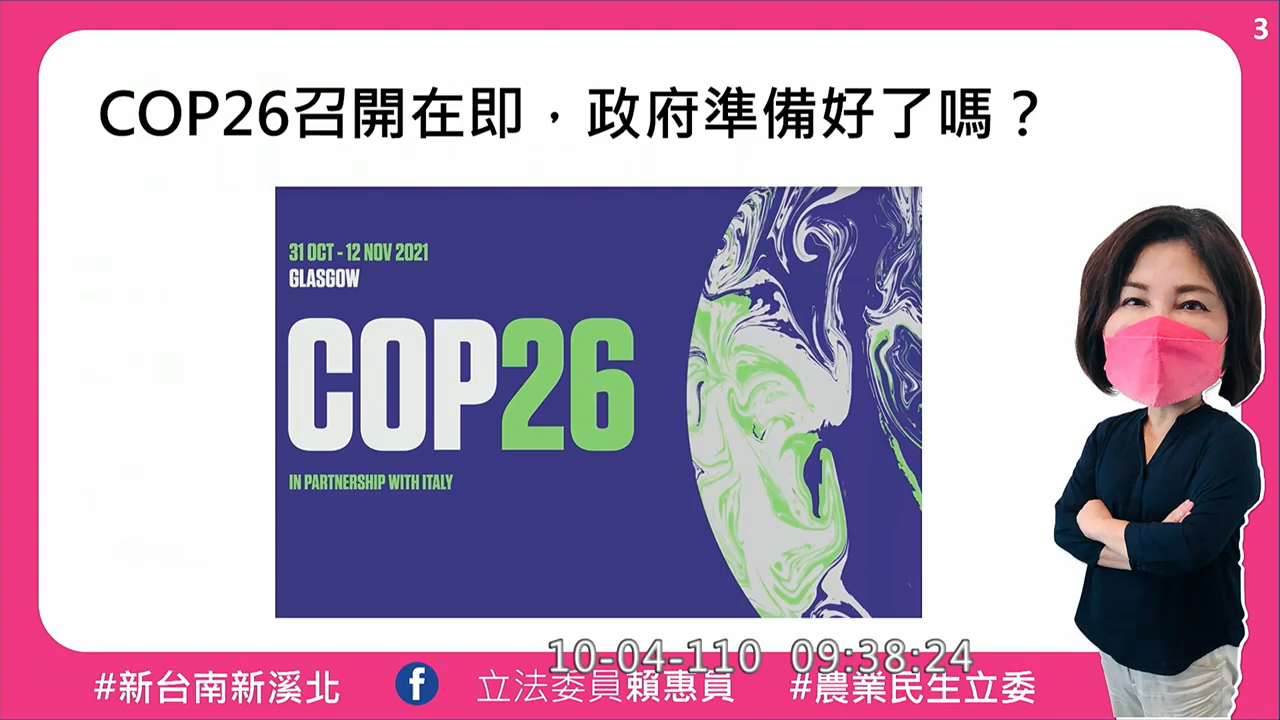 3
COP26召開在即，政府準備好了嗎？
31 OCT - 12 NOV 2021
GLASGOW
COP26
IN PARTNERSHIP WITH ITALY
10-04-110 09:38:24
#新台南新溪北 立法委員賴惠員 #農業民生立委